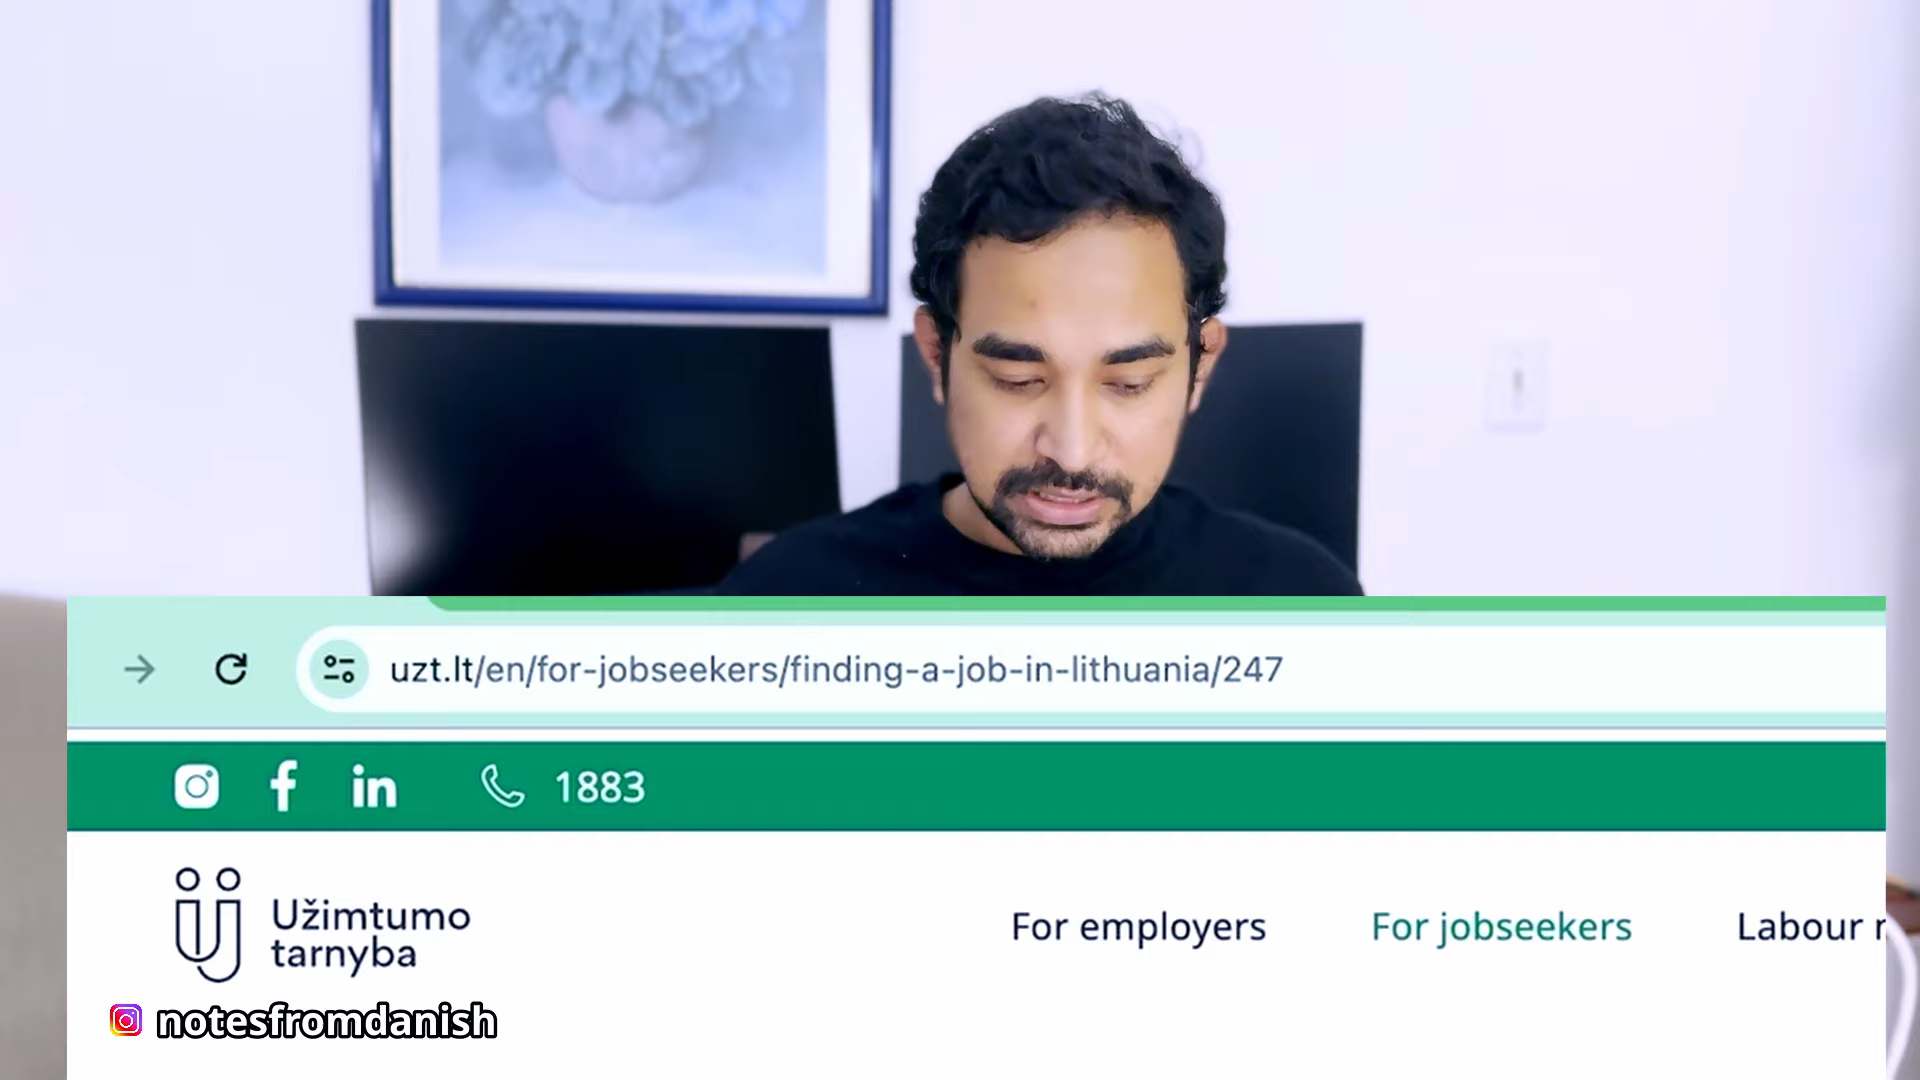 uzt.lt/en/for-jobseekers/finding-a-job-in-lithuania/247
1883
Užimtumo
tarnyba
For employers For jobseekers Labour
notesfromdanish